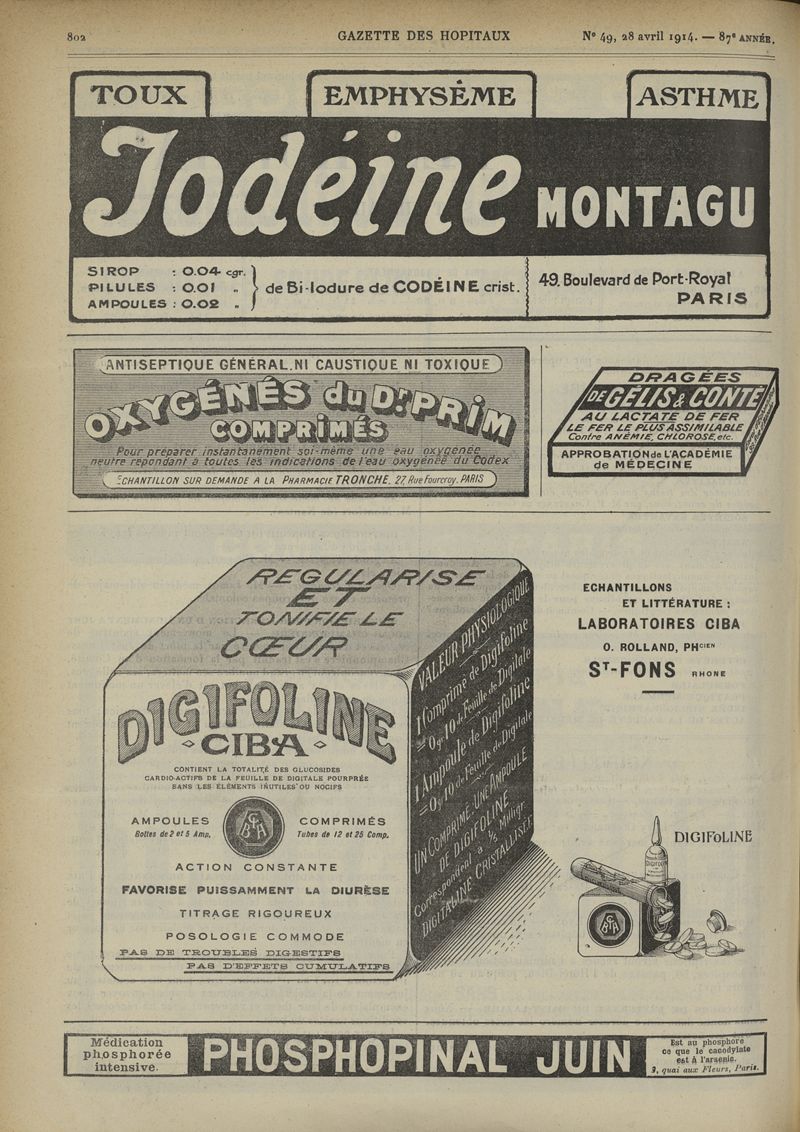 802 GAZETTE DES HOPITAUX N° 49, 28 avril 1914. — 87e ANNÉE.
TOUX EMPHYSÈME ASTHME
Iodéine MONTAGU
SIROP : 0.04 cgr.
PILULES : 0.01 „
AMPOULES : 0.02 „
de Bi-Iodure de CODÉINE crist.
49, Boulevard de Port-Royal
PARIS
ANTISEPTIQUE GÉNÉRAL.NI CAUSTIQUE NI TOXIQUE
OXYGÉNÉS du Dr PRIM
COMPRIMÉS
Pour préparer instantanément soi-même une eau oxygénée
neutre répondant à toutes les indications de l'eau oxygénée du Codex
ÉCHANTILLON SUR DEMANDE A LA PHARMACIE TRONCHE, 27, Rue Fourcroy, PARIS
DRAGÉES
DE GÉLIS & CONTÉ
AU LACTATE DE FER
LE FER LE PLUS ASSIMILABLE
Contre ANÉMIE, CHLOROSE, etc.
APPROBATION de L'ACADÉMIE
de MÉDECINE
REGULARISE
ET
TONIFIE LE
CŒUR
DIGIFOLINE
CIBA
CONTIENT LA TOTALITÉ DES GLUCOSIDES
CARDIO-ACTIFS DE LA FEUILLE DE DIGITALE POURPRÉE
SANS LES ÉLÉMENTS INUTILES OU NOCIFS
AMPOULES
Boîtes de 2 et 5 Amp.
CIBA
COMPRIMÉS
Tubes de 12 et 25 Comp.
ACTION CONSTANTE
FAVORISE PUISSAMMENT LA DIURÈSE
TITRAGE RIGOUREUX
POSOLOGIE COMMODE
PAS DE TROUBLES DIGESTIFS
PAS D'EFFETS CUMULATIFS
VALEUR PHYSIOLOGIQUE
1 Comprimé de Digifoline
= 0 gr. 10 de Feuille de Digitale
1 Ampoule de Digifoline
= 0 gr. 10 de Feuille de Digitale
UN COMPRIMÉ, UNE AMPOULE
DE DIGIFOLINE
Correspondent à 1/5 Milligr.
DIGITALINE CRISTALLISÉE
ECHANTILLONS
ET LITTÉRATURE :
LABORATOIRES CIBA
O. ROLLAND, PHCIEN
ST-FONS RHONE
DIGIFOLINE
CIBA
Médication
phosphorée
intensive.
PHOSPHOPINAL JUIN
Est au phosphore
ce que le cacodylate
est à l'arsenic.
3, quai aux Fleurs, Paris.